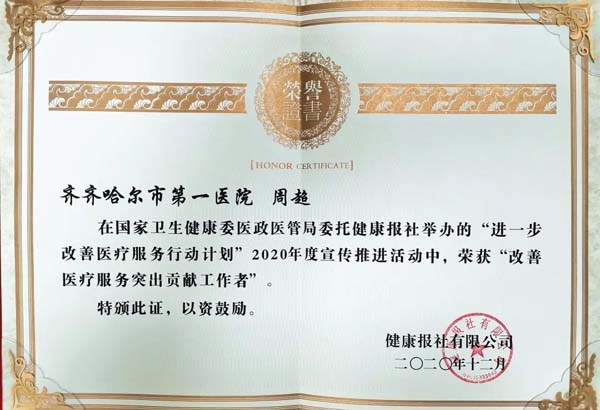 榮譽
證書
HONOR CERTIFICATE
齐齐哈尔市第一医院 周超
在国家卫生健康委医政医管局委托健康报社举办的“进一步
改善医疗服务行动计划”2020年度宣传推进活动中，荣获“改善
医疗服务突出贡献工作者”。
特颁此证，以资鼓励。
健康报社有限公司
二〇二〇年十二月